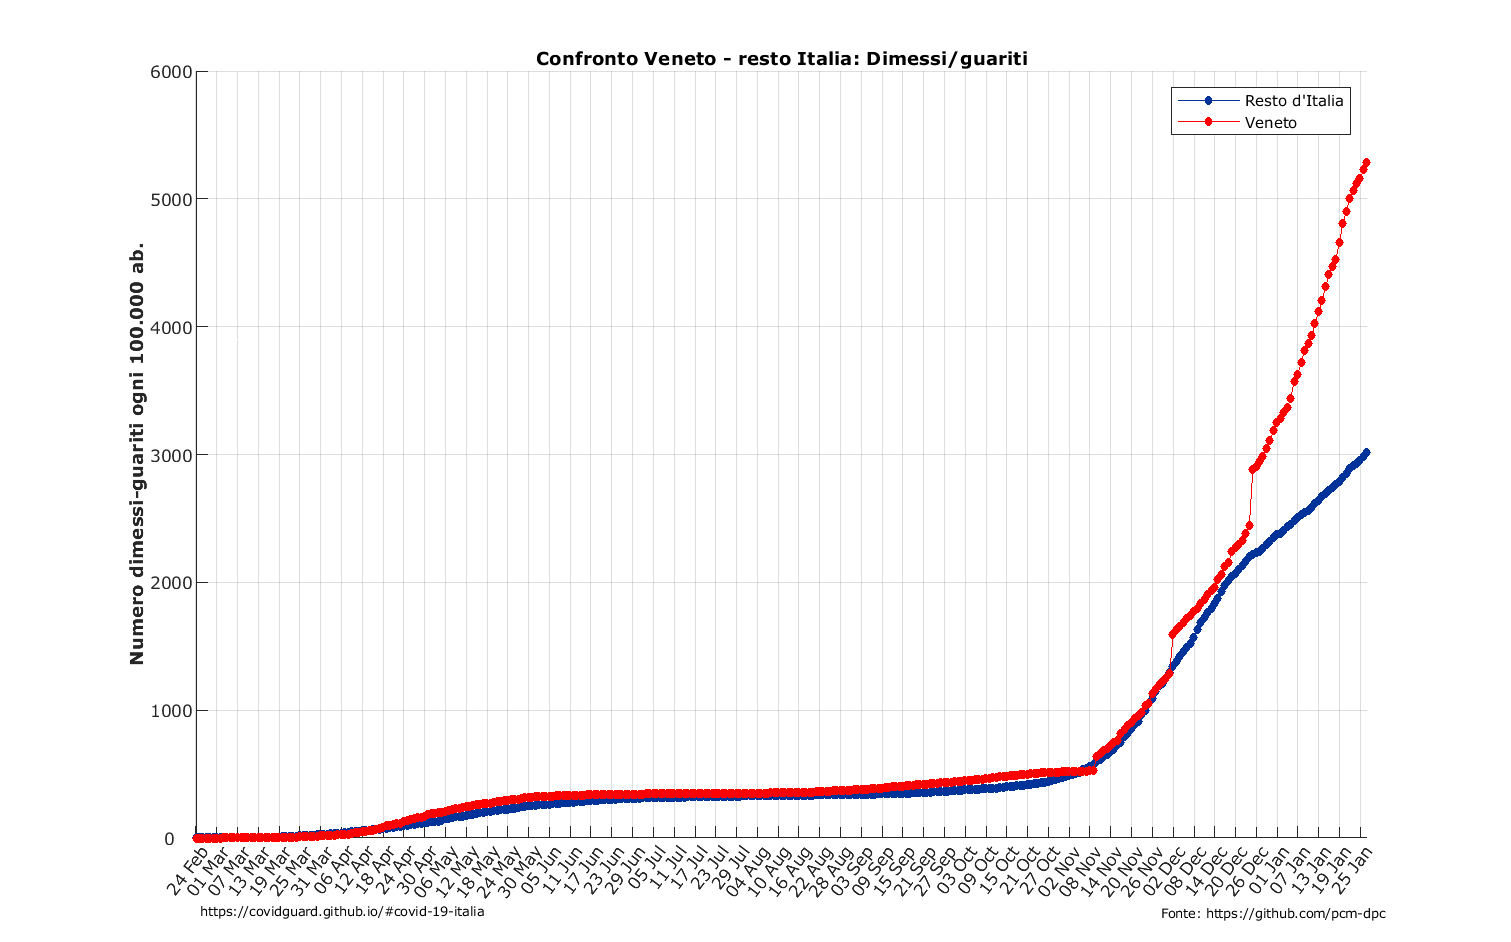 Confronto Veneto - resto Italia: Dimessi/guariti
Resto d'Italia
Veneto
Numero dimessi-guariti ogni 100.000 ab.
6000
5000
4000
3000
2000
1000
0
24 Feb
01 Mar
07 Mar
13 Mar
19 Mar
25 Mar
31 Mar
06 Apr
12 Apr
18 Apr
24 Apr
30 Apr
06 May
12 May
18 May
24 May
30 May
05 Jun
11 Jun
17 Jun
23 Jun
29 Jun
05 Jul
11 Jul
17 Jul
23 Jul
29 Jul
04 Aug
10 Aug
16 Aug
22 Aug
28 Aug
03 Sep
09 Sep
15 Sep
21 Sep
27 Sep
03 Oct
09 Oct
15 Oct
21 Oct
27 Oct
02 Nov
08 Nov
14 Nov
20 Nov
26 Nov
02 Dec
08 Dec
14 Dec
20 Dec
26 Dec
01 Jan
07 Jan
13 Jan
19 Jan
25 Jan
https://covidguard.github.io/#covid-19-italia
Fonte: https://github.com/pcm-dpc